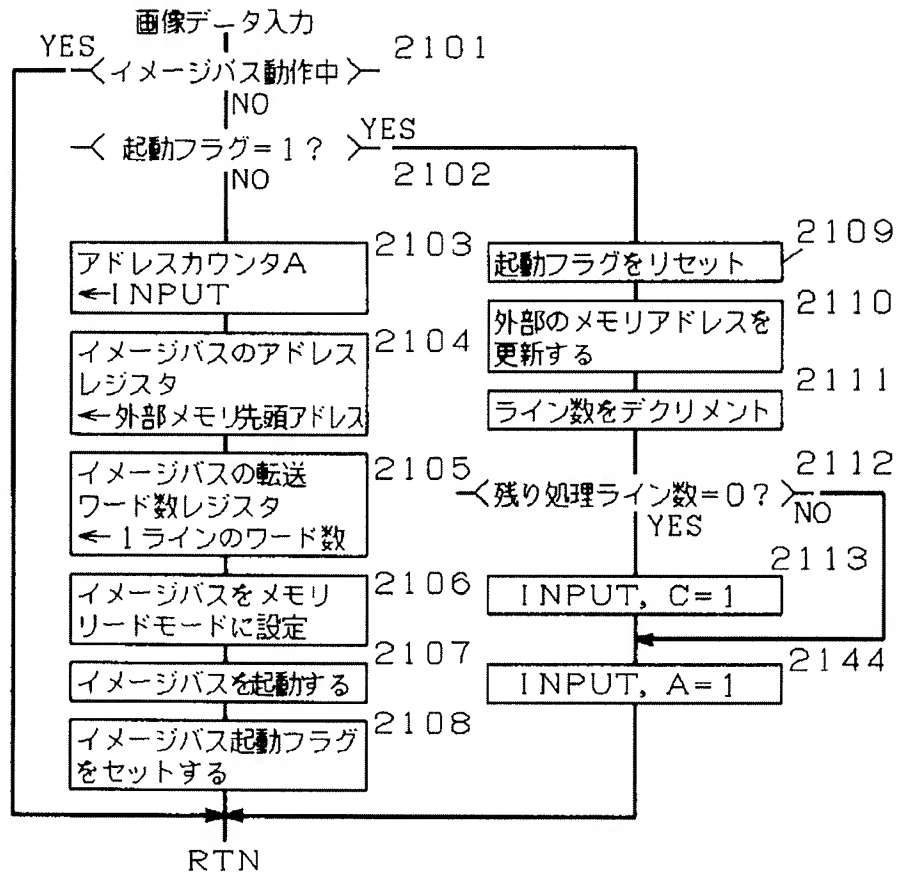 画像データ入力
YES
イメージバス動作中
2101
NO
起動フラグ=1?
YES
2102
NO
アドレスカウンタA
←INPUT
2103
イメージバスのアドレス
レジスタ
←外部メモリ先頭アドレス
2104
イメージバスの転送
ワード数レジスタ
←1ラインのワード数
2105
イメージバスをメモリ
リードモードに設定
2106
イメージバスを起動する
2107
イメージバス起動フラグ
をセットする
2108
起動フラグをリセット
2109
外部のメモリアドレスを
更新する
2110
ライン数をデクリメント
2111
残り処理ライン数=0?
2112
YES
NO
INPUT, C=1
2113
INPUT, A=1
2144
RTN